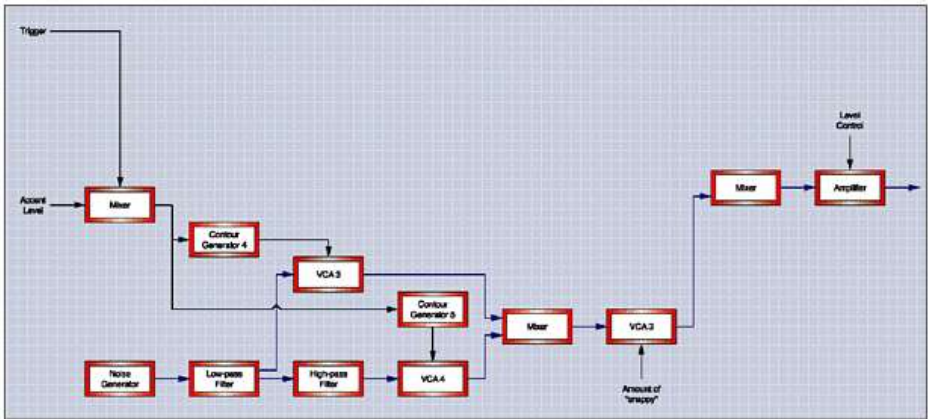 Trigger
Level
Control
Mixer
Amplifier
Accent
Level
Mixer
Contour
Generator 4
VCA 3
Contour
Generator 5
Mixer
VCA 3
Noise
Generator
Low-pass
Filter
High-pass
Filter
VCA 4
Amount of
"snappy"